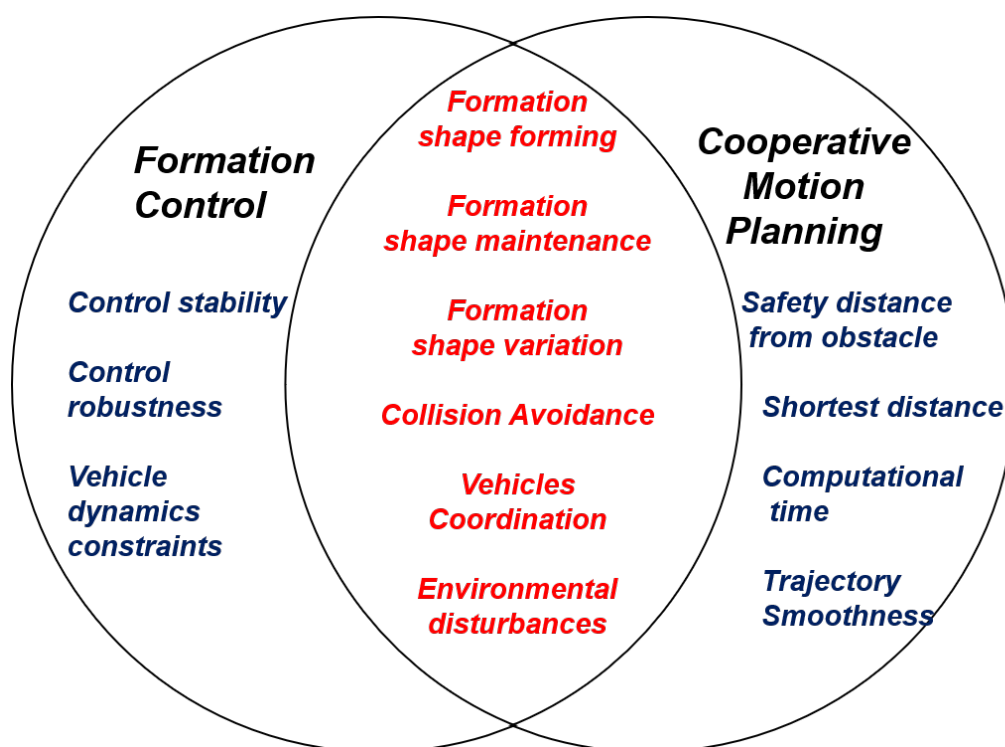 Formation
Control
Control stability
Control
robustness
Vehicle
dynamics
constraints
Formation
shape forming
Formation
shape maintenance
Formation
shape variation
Collision Avoidance
Vehicles
Coordination
Environmental
disturbances
Cooperative
Motion
Planning
Safety distance
from obstacle
Shortest distance
Computational
time
Trajectory
Smoothness